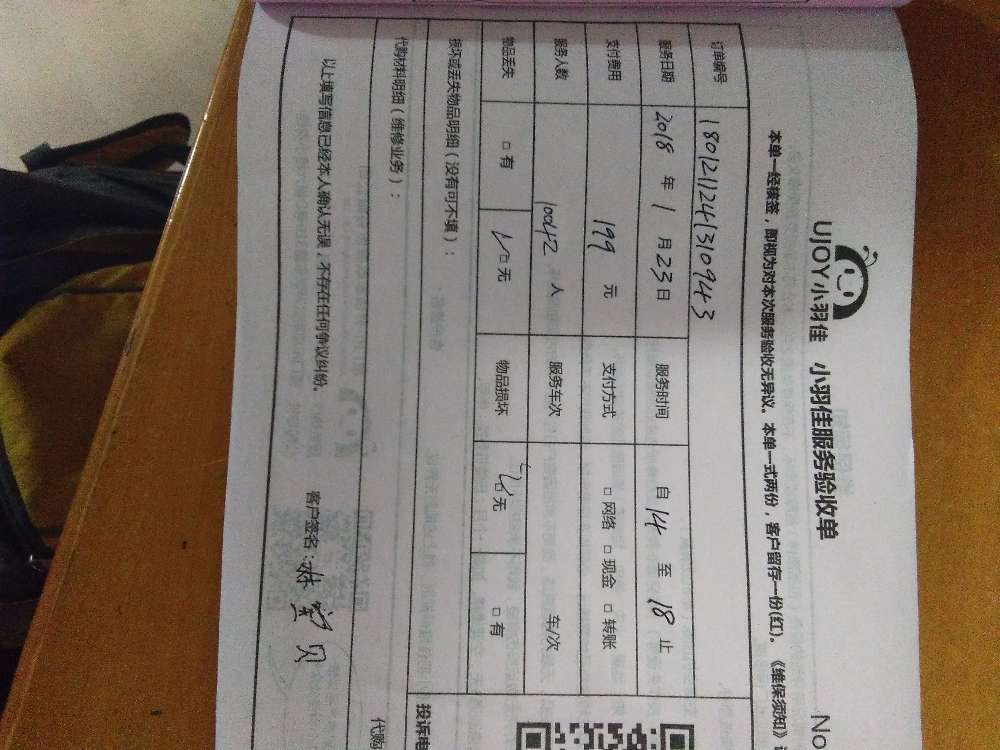 UJOY小羽佳 小羽佳服务验收单
No
本单一经核签，即视为对本次服务验收无异议。本单一式两份，客户留存一份(红)。《维保须知》
订单编号 18012112413109443
服务日期 2018 年 1 月 23 日 服务时间 自 14 至 18 止
支付费用 199 元 支付方式 □ 网络 □ 现金 □ 转账
服务人数 10042 人 服务车次 车/次
物品丢失 □ 有 √□ 无 物品损坏 √□ 无 □ 有
损坏或丢失物品明细（没有可不填）：
投诉电
代购材料明细（维修业务）：
代购
以上填写信息已经本人确认无误，不存在任何争议纠纷。
客户签名：林宝贝